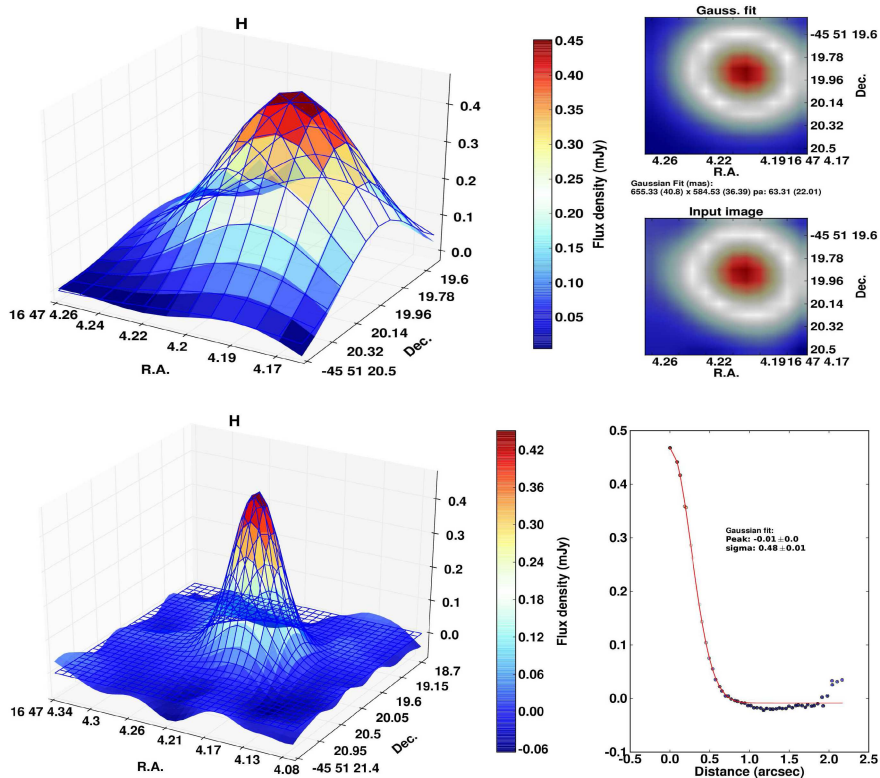 H
0.4
0.3
0.2
0.1
0.0
19.6
19.78
19.96
20.14
20.32
-45 51 20.5
Dec.
16 47 4.26
4.24
4.22
4.2
4.19
4.17
R.A.
0.45
0.40
0.35
0.30
0.25
0.20
0.15
0.10
0.05
Flux density (mJy)
Gauss. fit
-45 51 19.6
19.78
19.96
20.14
20.32
20.5
Dec.
4.26 4.22 4.19 16 47 4.17
R.A.
Gaussian Fit (mas):
655.33 (40.8) x 584.53 (36.39) pa: 63.31 (22.01)
Input image
-45 51 19.6
19.78
19.96
20.14
20.32
20.5
Dec.
4.26 4.22 4.19 16 47 4.17
R.A.
H
0.4
0.3
0.2
0.1
0.0
18.7
19.15
19.6
20.05
20.5
20.95
-45 51 21.4
Dec.
16 47 4.34
4.3
4.26
4.21
4.17
4.13
4.08
R.A.
0.42
0.36
0.30
0.24
0.18
0.12
0.06
0.00
-0.06
Flux density (mJy)
0.5
0.4
0.3
0.2
0.1
0.0
-0.1
Gaussian fit:
Peak: -0.01 ±0.0
sigma: 0.48 ±0.01
-0.5 0.0 0.5 1.0 1.5 2.0 2.5
Distance (arcsec)